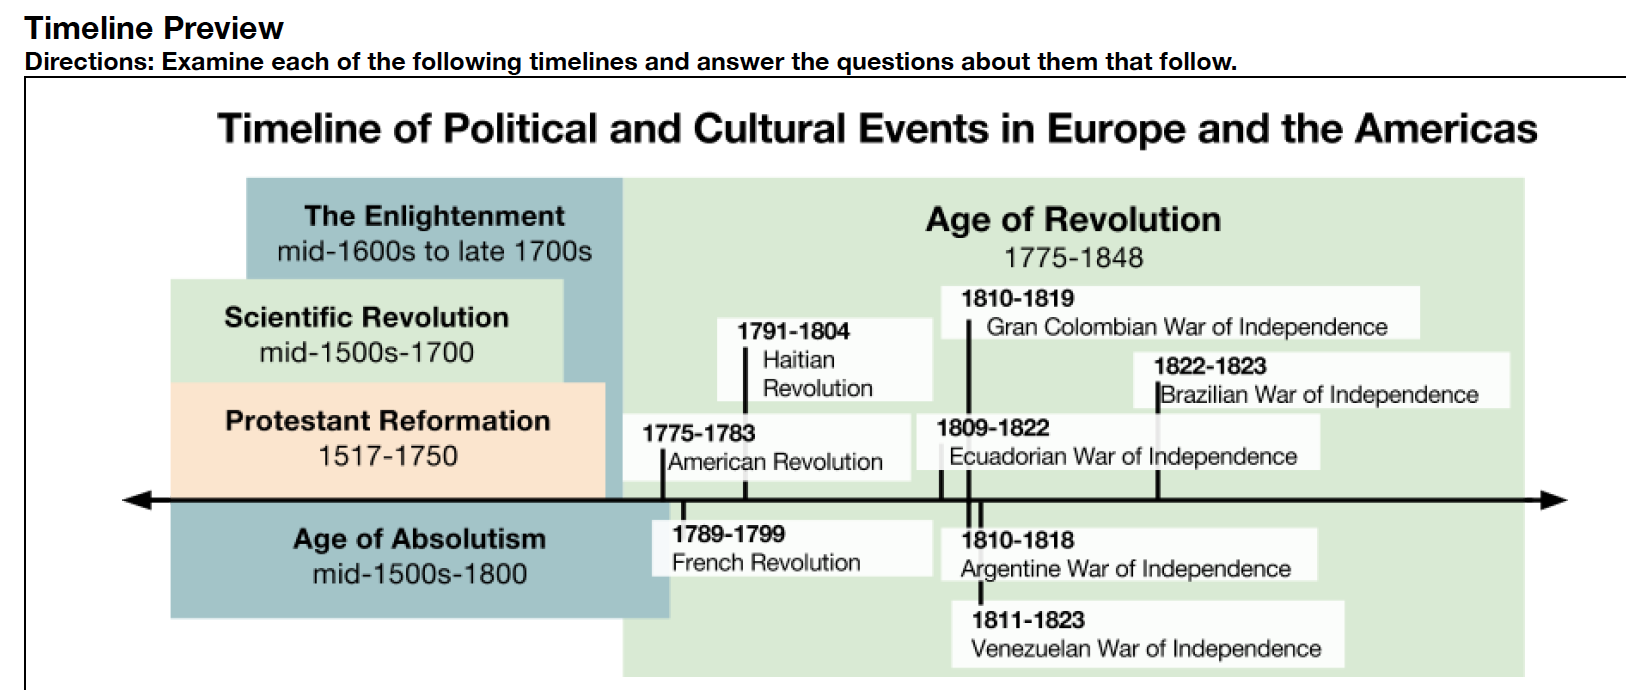 Timeline Preview
Directions: Examine each of the following timelines and answer the questions about them that follow.
Timeline of Political and Cultural Events in Europe and the Americas
The Enlightenment
mid-1600s to late 1700s
Scientific Revolution
mid-1500s-1700
Protestant Reformation
1517-1750
Age of Absolutism
mid-1500s-1800
Age of Revolution
1775-1848
1810-1819
Gran Colombian War of Independence
1791-1804
Haitian
Revolution
1822-1823
Brazilian War of Independence
1775-1783
American Revolution
1809-1822
Ecuadorian War of Independence
1789-1799
French Revolution
1810-1818
Argentine War of Independence
1811-1823
Venezuelan War of Independence